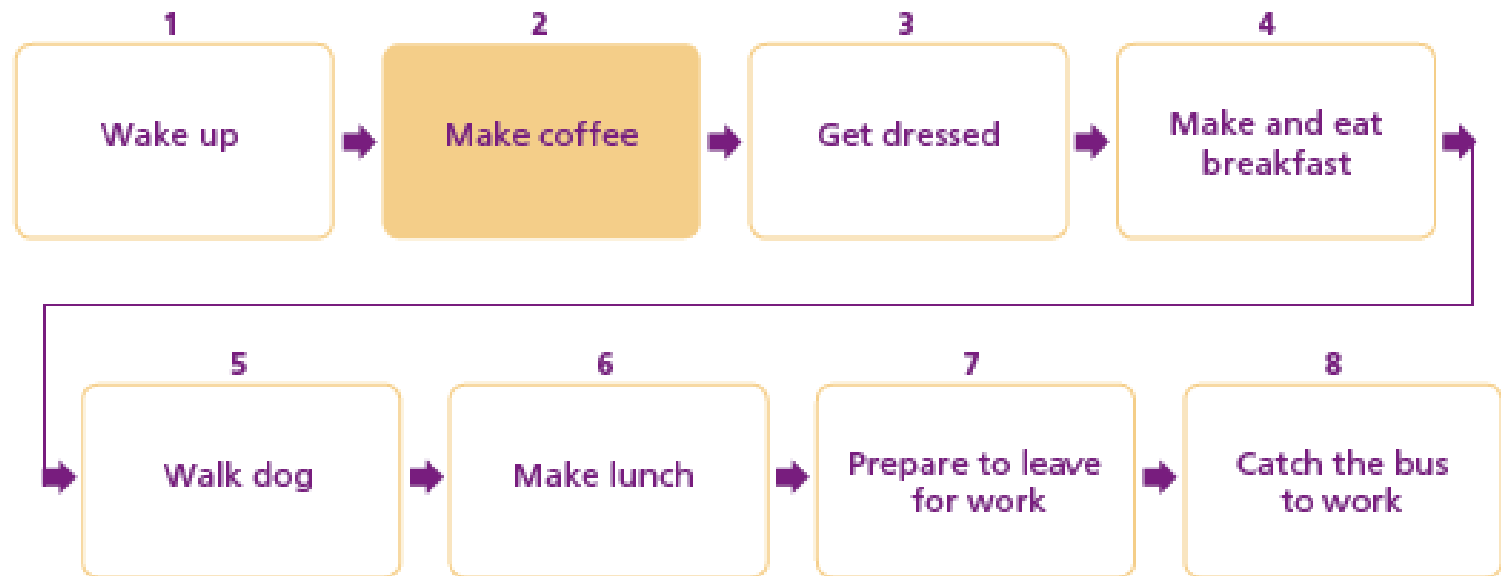 1
2
3
4
Wake up
Make coffee
Get dressed
Make and eat
breakfast
5
6
7
8
Walk dog
Make lunch
Prepare to leave
for work
Catch the bus
to work